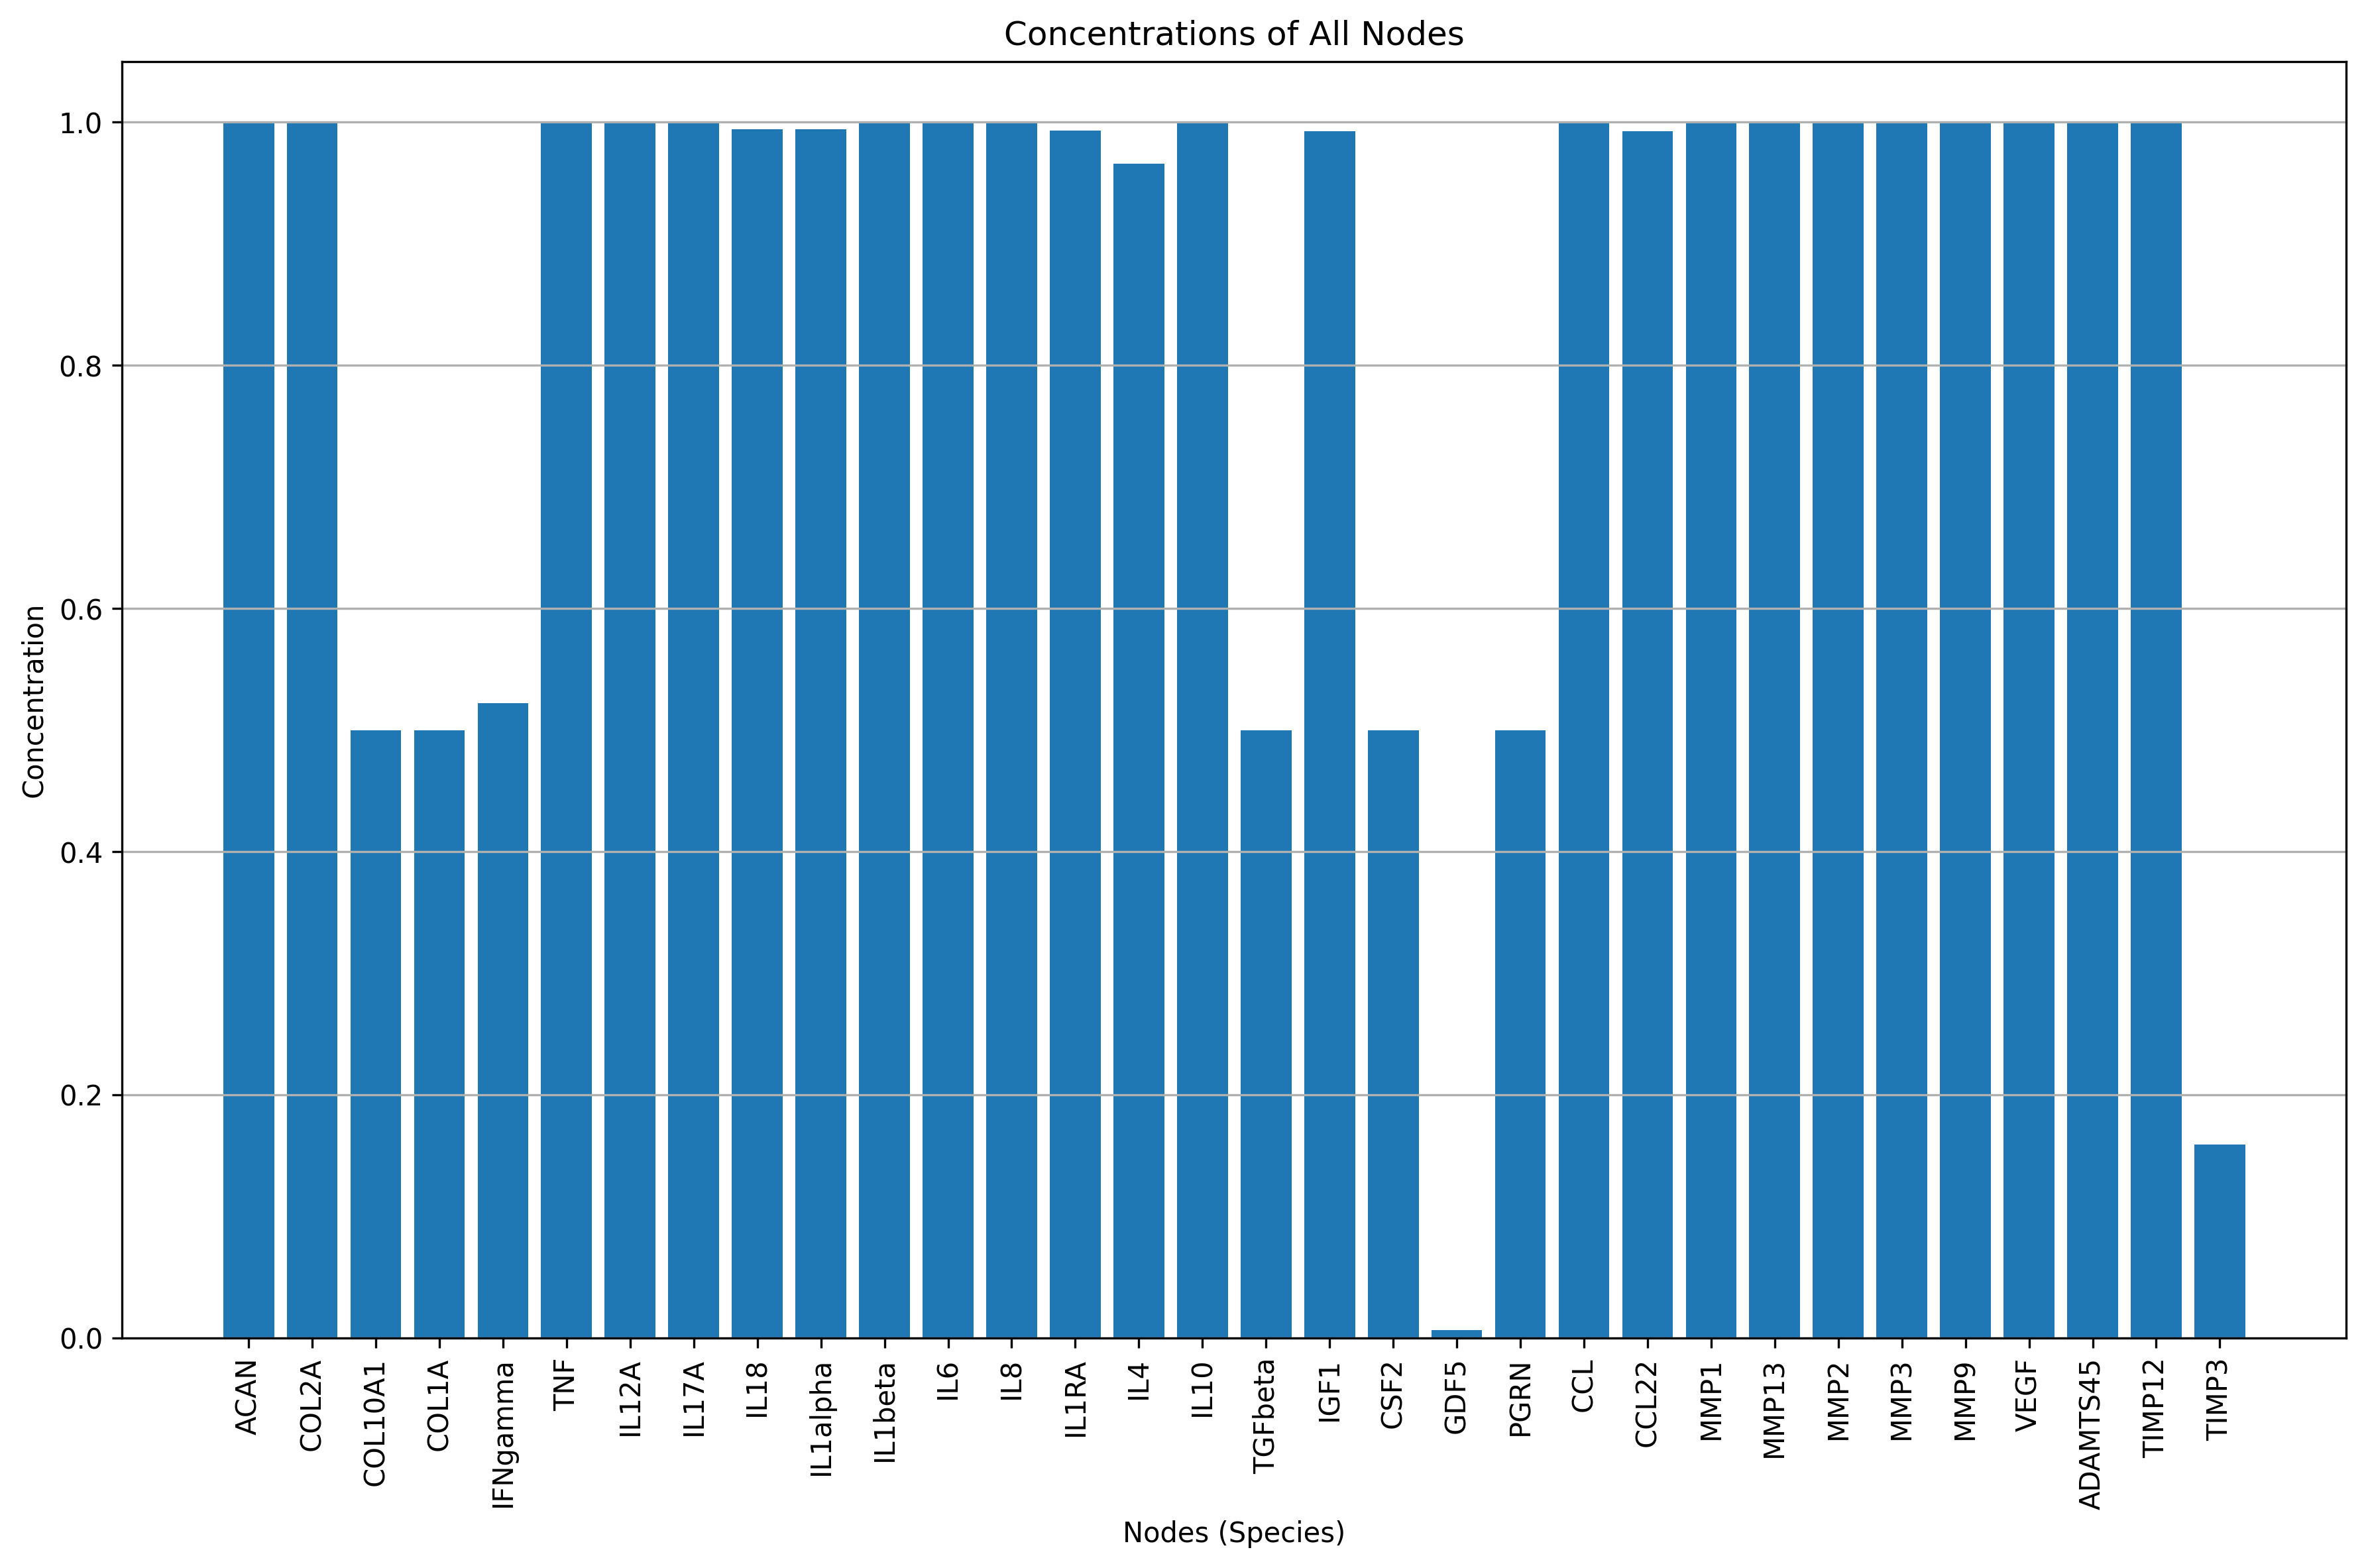 Concentrations of All Nodes
Concentration
1.0
0.8
0.6
0.4
0.2
0.0
ACAN
COL2A
COL10A1
COL1A
IFNgamma
TNF
IL12A
IL17A
IL18
IL1alpha
IL1beta
IL6
IL8
IL1RA
IL4
IL10
TGFbeta
IGF1
CSF2
GDF5
PGRN
CCL
CCL22
MMP1
MMP13
MMP2
MMP3
MMP9
VEGF
ADAMTS45
TIMP12
TIMP3
Nodes (Species)